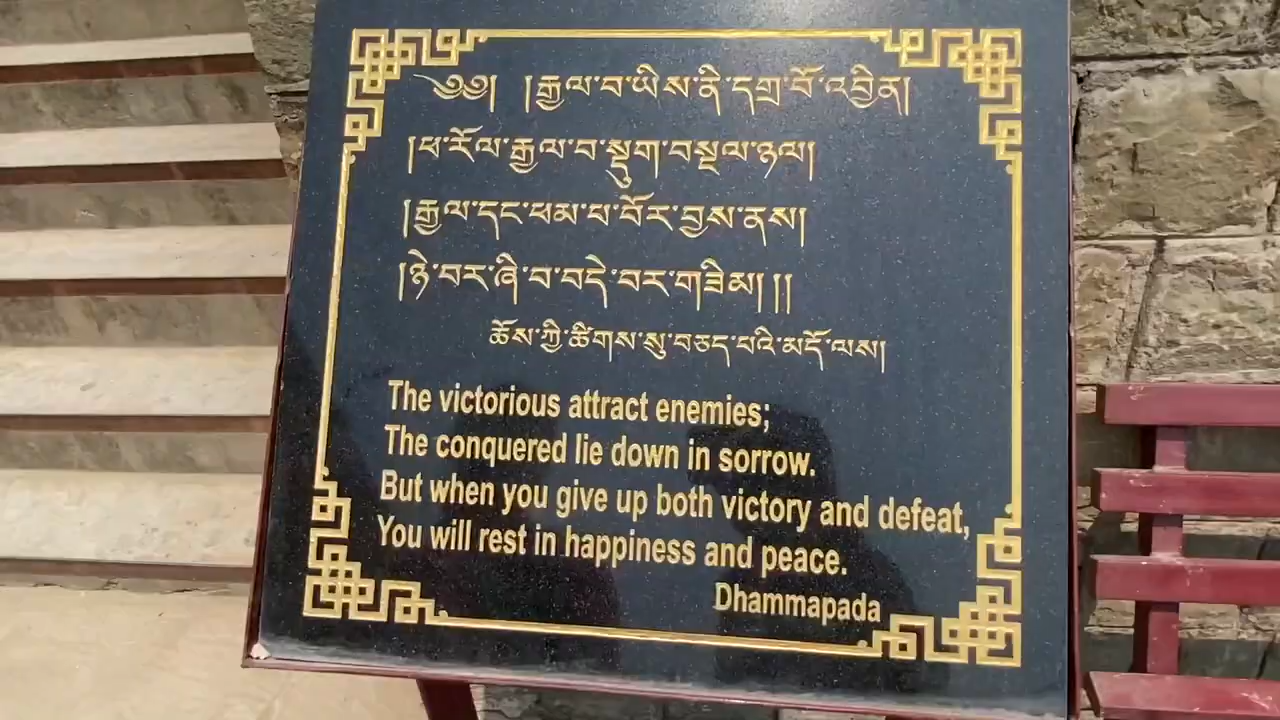 ༄༅། །རྒྱལ་བ་ཡིས་ནི་དགྲ་བོ་འབྱིན།
།ཕ་རོལ་རྒྱལ་བ་སྡུག་བསྔལ་ཉལ།
།རྒྱལ་དང་ཕམ་པ་བོར་བྱས་ནས།
།ཉེ་བར་ཞི་བ་བདེ་བར་གཟིམ། །།
ཆོས་ཀྱི་ཚིགས་སུ་བཅད་པའི་མདོ་ལས།
The victorious attract enemies;
The conquered lie down in sorrow.
But when you give up both victory and defeat,
You will rest in happiness and peace.
Dhammapada